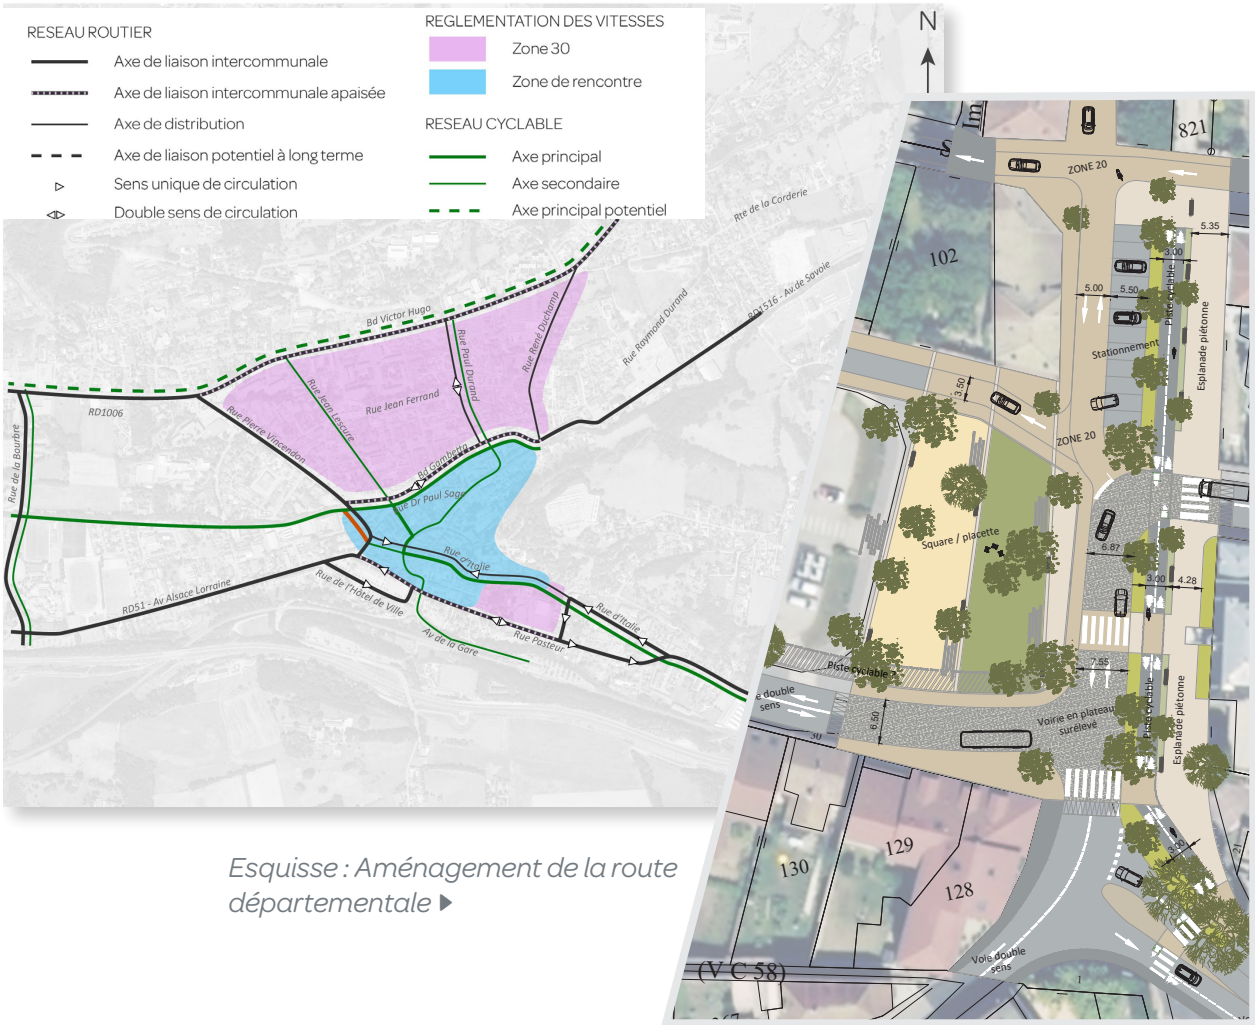 RESEAU ROUTIER
Axe de liaison intercommunale
Axe de liaison intercommunale apaisée
Axe de distribution
Axe de liaison potentiel à long terme
Sens unique de circulation
Double sens de circulation
REGLEMENTATION DES VITESSES
Zone 30
Zone de rencontre
RESEAU CYCLABLE
Axe principal
Axe secondaire
Axe principal potentiel
N
Rte de la Corderie
RD1516 - Av.de Savoie
Rue Raymond Durand
Rue René Duchamp
Bd Victor Hugo
Rue Paul Durand
Rue Jean Lescure
Rue Jean Ferrand
Rue Pierre Vincendon
RD1006
Rue de la Bourbre
Bd Gambetta
Rue Dr Paul Sage
Rue d'Italie
Rue d'Italie
RD51 - Av Alsace Lorraine
Rue de l'Hôtel de Ville
Rue Pasteur
Av de la Gare
Im
S
821
ZONE 20
5.35
102
3.00
5.00
5.50
Piste cyclable
Esplanade piétonne
Stationnement
3.50
ZONE 20
Square / placette
6.87
3.00
4.28
Piste cyclable ?
7.55
e double
sens
Voirie en plateau
surélevé
Piste cyclable
Esplanade piétonne
6.50
30
130
129
128
3.00
21
Voie double
sens
(V C 58)
1
Esquisse : Aménagement de la route
départementale